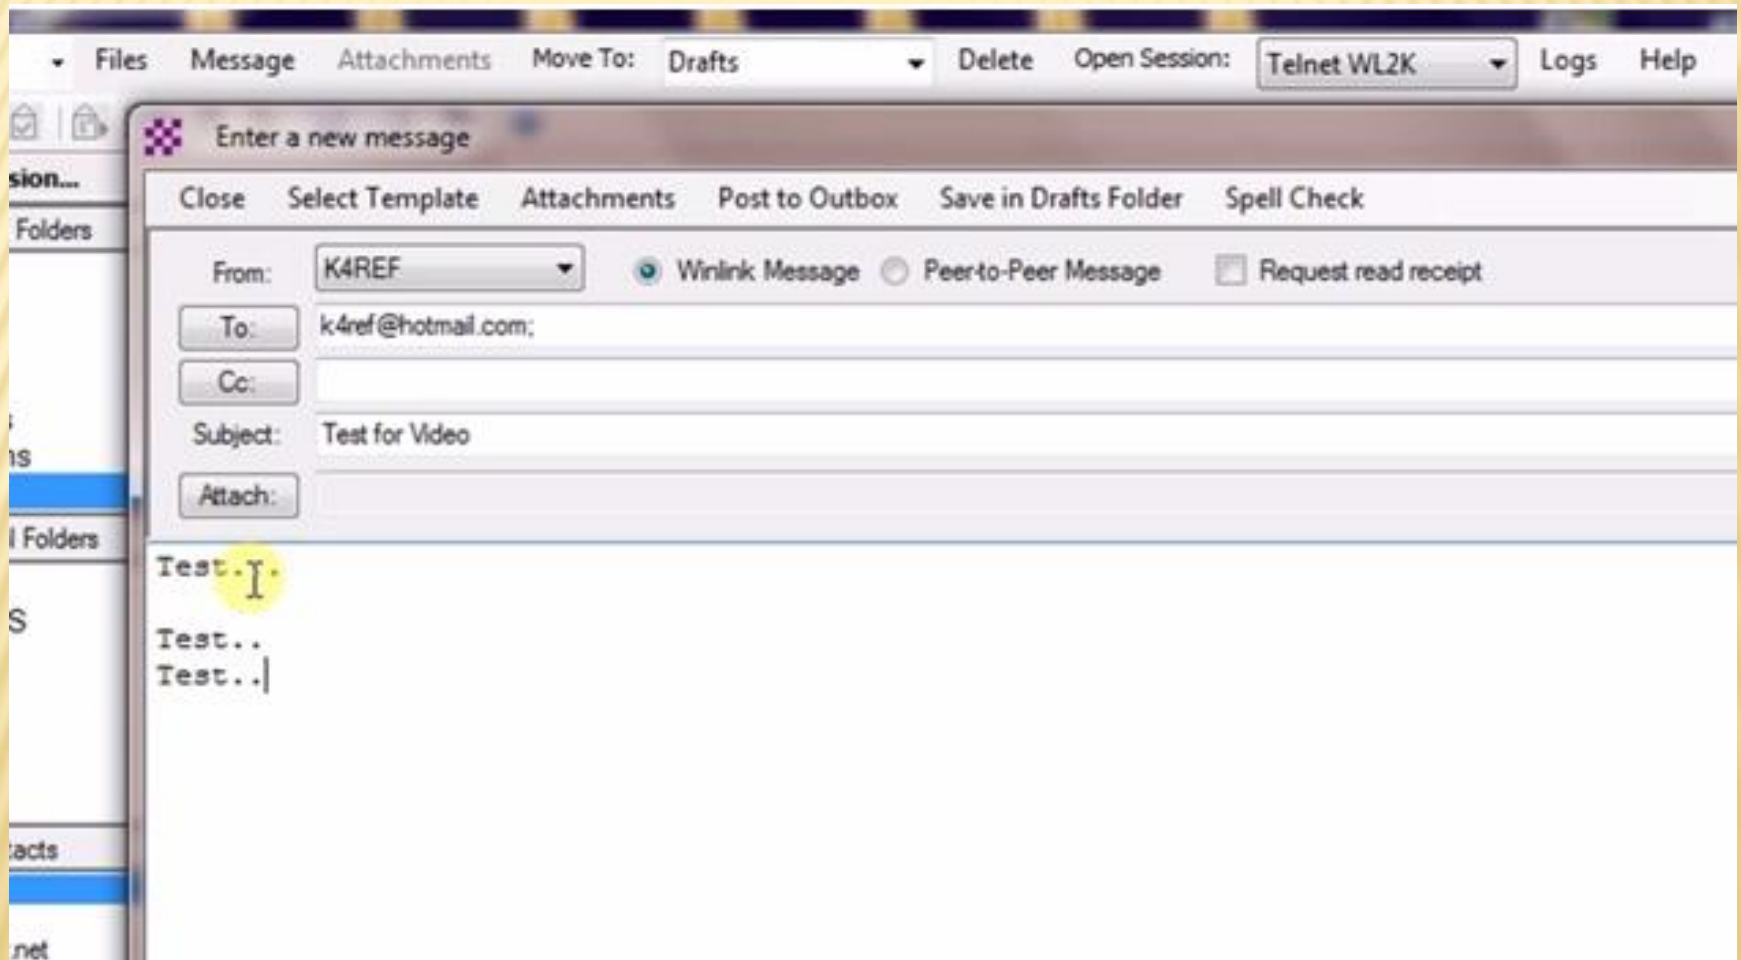 Files Message Attachments Move To: Drafts Delete Open Session: Telnet WL2K Logs Help
Enter a new message
sion...
Close Select Template Attachments Post to Outbox Save in Drafts Folder Spell Check
Folders
From: K4REF Winlink Message Peer-to-Peer Message Request read receipt
To: k4ref@hotmail.com;
Cc:
Subject: Test for Video
ns
Attach:
l Folders
Test...
S
Test..
Test..
tacts
.net